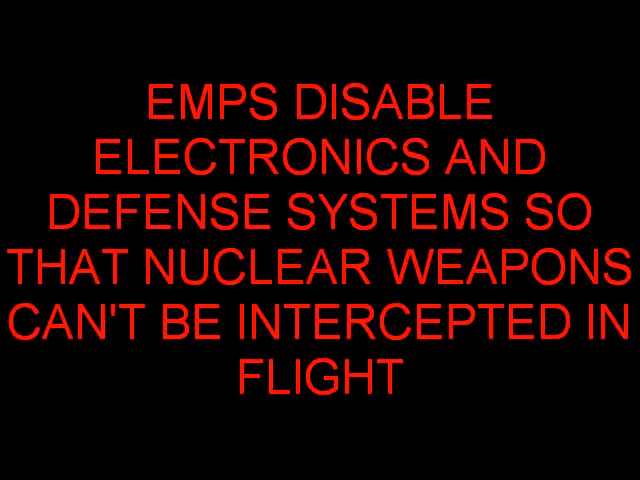 EMPS DISABLE
ELECTRONICS AND
DEFENSE SYSTEMS SO
THAT NUCLEAR WEAPONS
CAN'T BE INTERCEPTED IN
FLIGHT